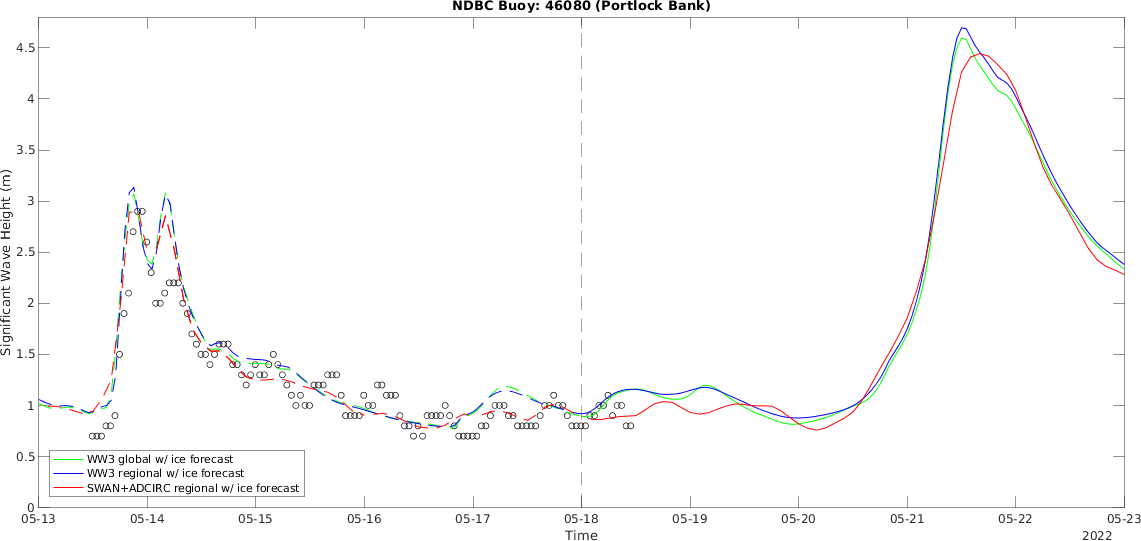 NDBC Buoy: 46080 (Portlock Bank)
Significant Wave Height (m)
4.5
4
3.5
3
2.5
2
1.5
1
0.5
0
WW3 global w/ ice forecast
WW3 regional w/ ice forecast
SWAN+ADCIRC regional w/ ice forecast
05-13 05-14 05-15 05-16 05-17 05-18 05-19 05-20 05-21 05-22 05-23
Time
2022